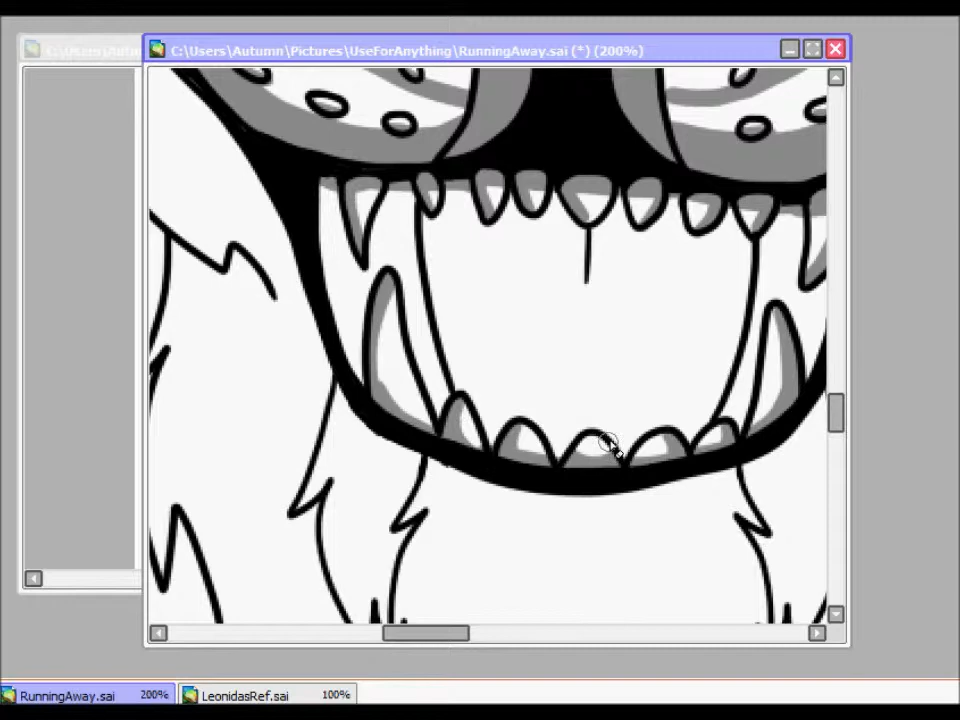 C:\Users\Autumn\Pictures\UseForAnything\RunningAway.sai (*) (200%)
RunningAway.sai 200% LeonidasRef.sai 100%